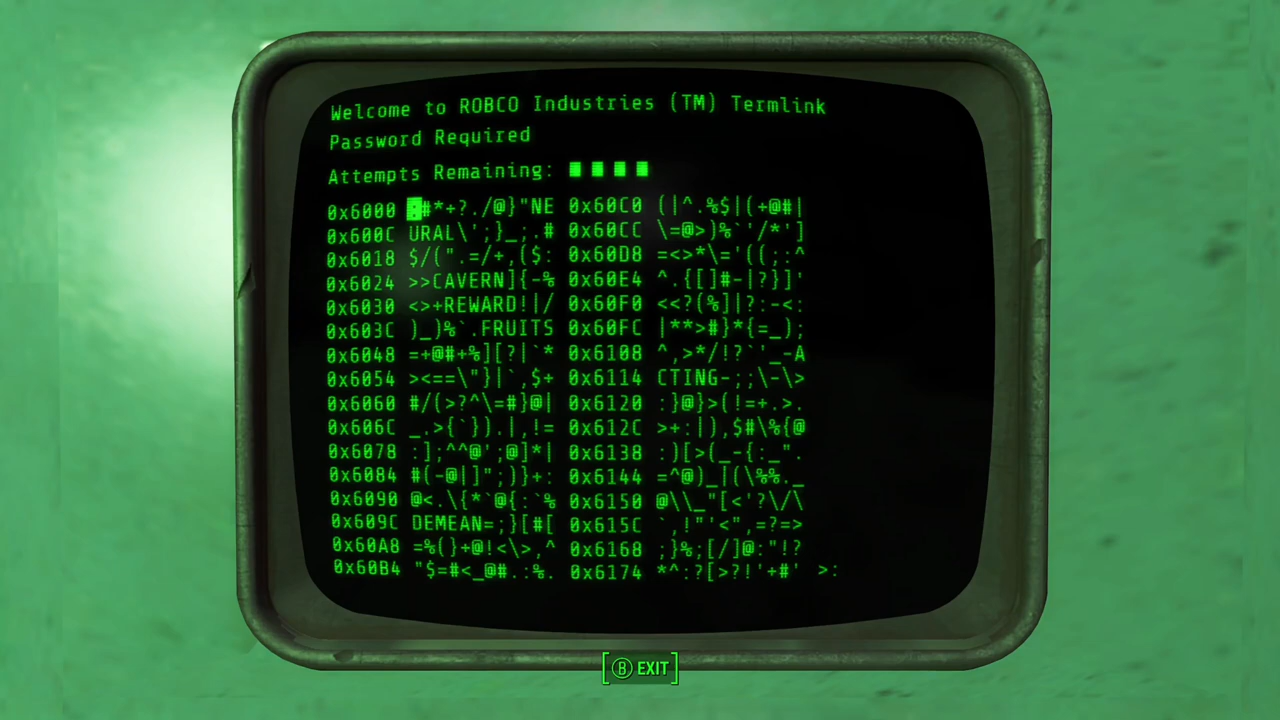 Welcome to ROBCO Industries (TM) Termlink
Password Required
Attempts Remaining: ■ ■ ■ ■
0x6000 :#*+?./@}"NE 0x60C0 (|^.%$|(+@#|
0x600C URAL\';}_;.# 0x60CC \=@>)%`'/*']
0x6018 $/(".=/+,($: 0x60D8 =<>*\='((;:^
0x6024 >>CAVERN]{-% 0x60E4 ^.{[]#-|?}]'
0x6030 <>+REWARD!|/ 0x60F0 <<?(%]|?:-<:
0x603C )_)%`.FRUITS 0x60FC |**>#}*{=_);
0x6048 =+@#+%][?|`* 0x6108 ^,>*/!?`'_-A
0x6054 ><==\"}|`,$+ 0x6114 CTING-;;\-\>
0x6060 #/(>?^\=#}@| 0x6120 :}@}>(!=+.>.
0x606C _.>{`}).|,!= 0x612C >+:|),$#\%{@
0x6078 :];^^@';@]*| 0x6138 :)[>(_-{:_".
0x6084 #(-@|]";)}+: 0x6144 =^@)_|(\%%._
0x6090 @<.\{*`@{:`% 0x6150 @\\_"[<'?\/\
0x609C DEMEAN=;}[#[ 0x615C `,!"'<",=?=>
0x60A8 =%(}+@!<\>,^ 0x6168 ;}%;[/]@:"!?
0x60B4 "$=#<_@#.:%. 0x6174 *^:?[>?!'+#' >:
B EXIT